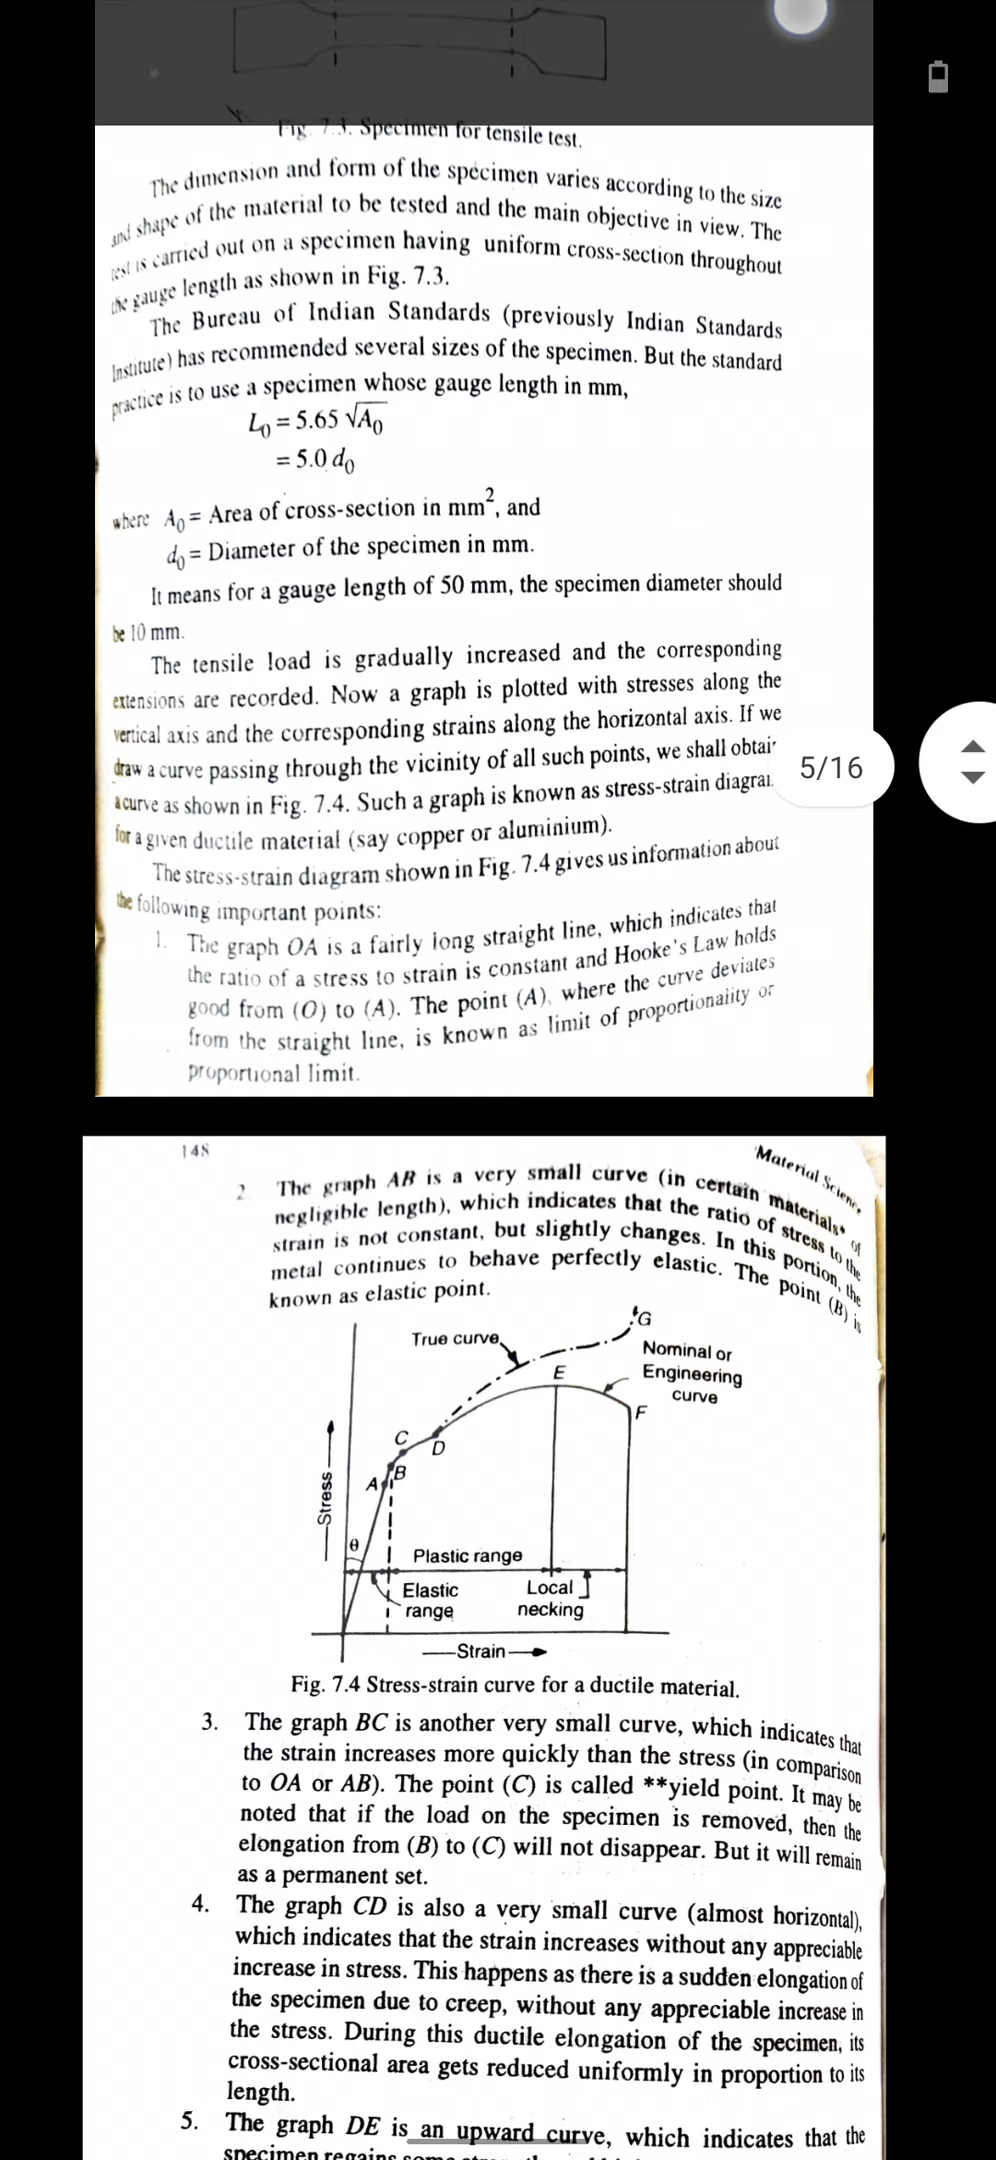 Fig. 7.3. Specimen for tensile test.
The dimension and form of the specimen varies according to the size
and shape of the material to be tested and the main objective in view. The
test is carried out on a specimen having uniform cross-section throughout
the gauge length as shown in Fig. 7.3.
The Bureau of Indian Standards (previously Indian Standards
Institute) has recommended several sizes of the specimen. But the standard
practice is to use a specimen whose gauge length in mm,
L₀ = 5.65 √A₀
= 5.0 d₀
where A₀ = Area of cross-section in mm², and
d₀ = Diameter of the specimen in mm.
It means for a gauge length of 50 mm, the specimen diameter should
be 10 mm.
The tensile load is gradually increased and the corresponding
extensions are recorded. Now a graph is plotted with stresses along the
vertical axis and the corresponding strains along the horizontal axis. If we
draw a curve passing through the vicinity of all such points, we shall
a curve as shown in Fig. 7.4. Such a graph is known as stress-strain
for a given ductile material (say copper or aluminium).
5/16
The stress-strain diagram shown in Fig. 7.4 gives us information about
the following important points:
1. The graph OA is a fairly long straight line, which indicates that
the ratio of a stress to strain is constant and Hooke's Law holds
good from (O) to (A). The point (A), where the curve deviates
from the straight line, is known as limit of proportionality or
proportional limit.
148
Material Science
2. The graph AB is a very small curve (in certain materials* of
negligible length), which indicates that the ratio of stress to the
strain is not constant, but slightly changes. In this portion, the
metal continues to behave perfectly elastic. The point (B) is
known as elastic point.
True curve
G
Nominal or
Engineering
curve
E
F
C
D
B
A
Stress
θ
Plastic range
Elastic
range
Local
necking
Strain
Fig. 7.4 Stress-strain curve for a ductile material.
3. The graph BC is another very small curve, which indicates that
the strain increases more quickly than the stress (in comparison
to OA or AB). The point (C) is called **yield point. It may be
noted that if the load on the specimen is removed, then the
elongation from (B) to (C) will not disappear. But it will remain
as a permanent set.
4. The graph CD is also a very small curve (almost horizontal),
which indicates that the strain increases without any appreciable
increase in stress. This happens as there is a sudden elongation of
the specimen due to creep, without any appreciable increase in
the stress. During this ductile elongation of the specimen, its
cross-sectional area gets reduced uniformly in proportion to its
length.
5. The graph DE is an upward curve, which indicates that the
specimen regains some